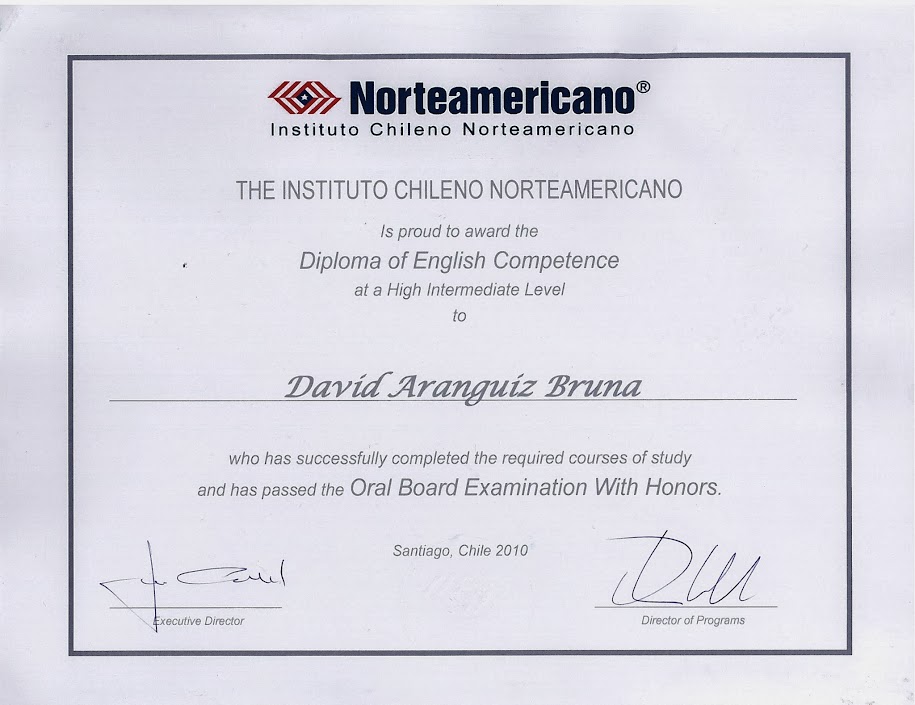 Norteamericano®
Instituto Chileno Norteamericano
THE INSTITUTO CHILENO NORTEAMERICANO
Is proud to award the
Diploma of English Competence
at a High Intermediate Level
to
David Aranguiz Bruna
who has successfully completed the required courses of study
and has passed the Oral Board Examination With Honors.
Santiago, Chile 2010
Executive Director
Director of Programs